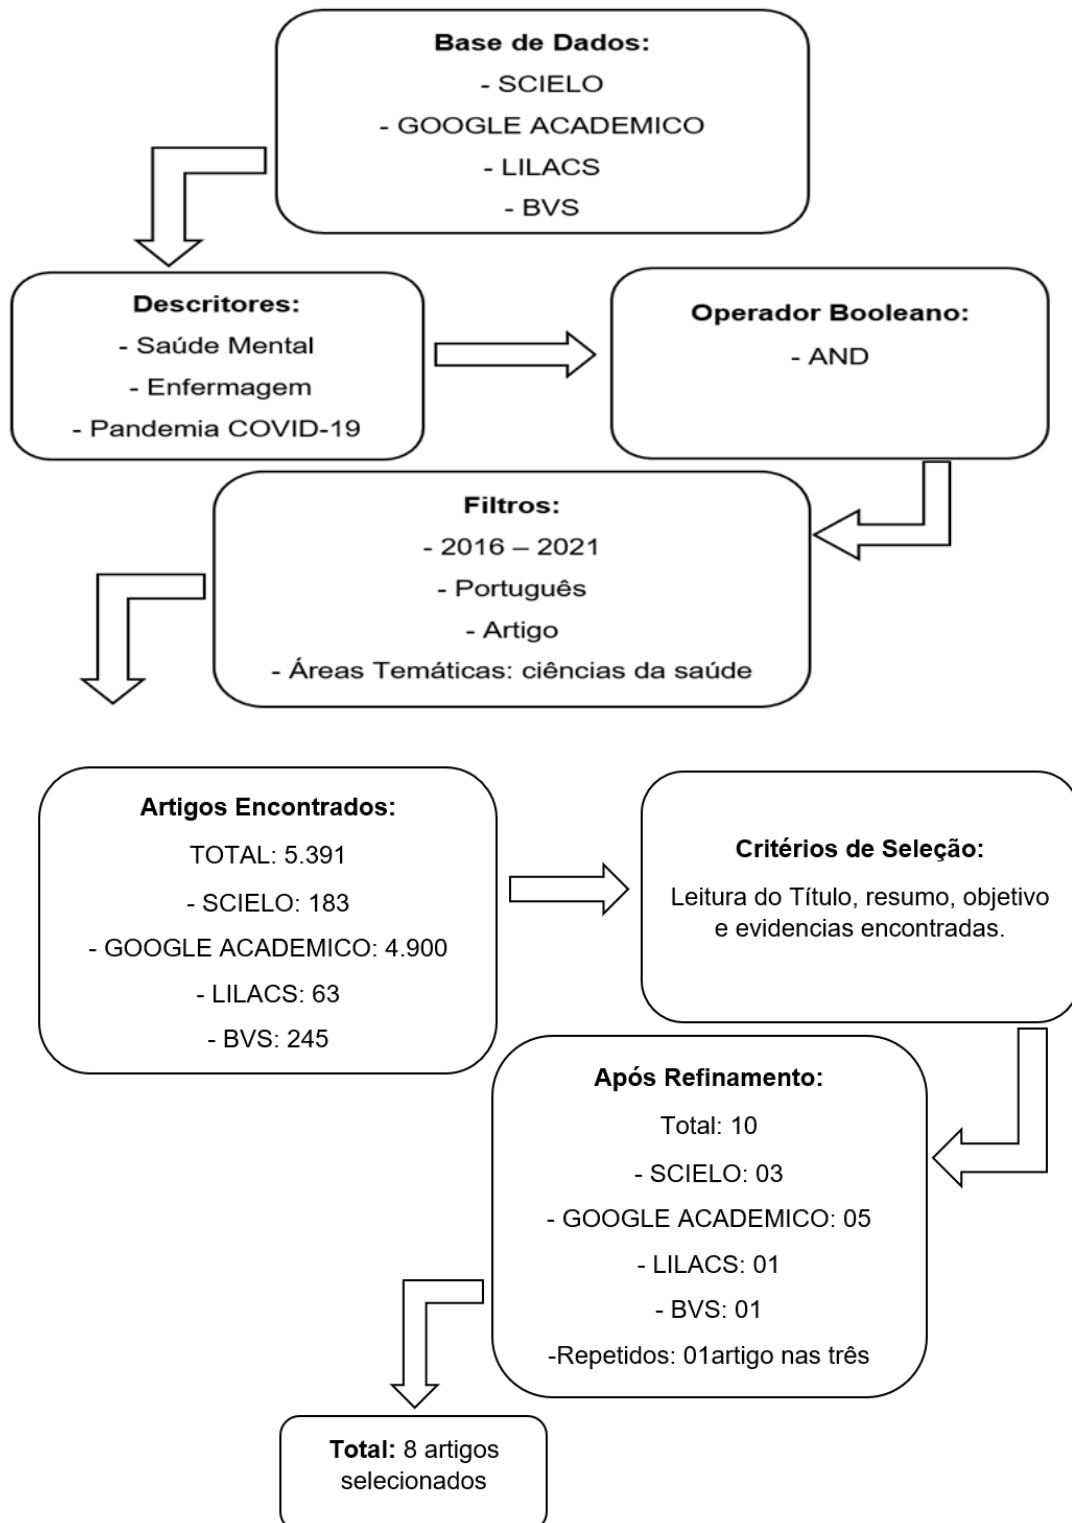 Base de Dados:
- SCIELO
- GOOGLE ACADEMICO
- LILACS
- BVS
Descritores:
- Saúde Mental
- Enfermagem
- Pandemia COVID-19
Operador Booleano:
- AND
Filtros:
- 2016 – 2021
- Português
- Artigo
- Áreas Temáticas: ciências da saúde
Artigos Encontrados:
TOTAL: 5.391
- SCIELO: 183
- GOOGLE ACADEMICO: 4.900
- LILACS: 63
- BVS: 245
Critérios de Seleção:
Leitura do Título, resumo, objetivo
e evidencias encontradas.
Após Refinamento:
Total: 10
- SCIELO: 03
- GOOGLE ACADEMICO: 05
- LILACS: 01
- BVS: 01
-Repetidos: 01artigo nas três
Total: 8 artigos
selecionados